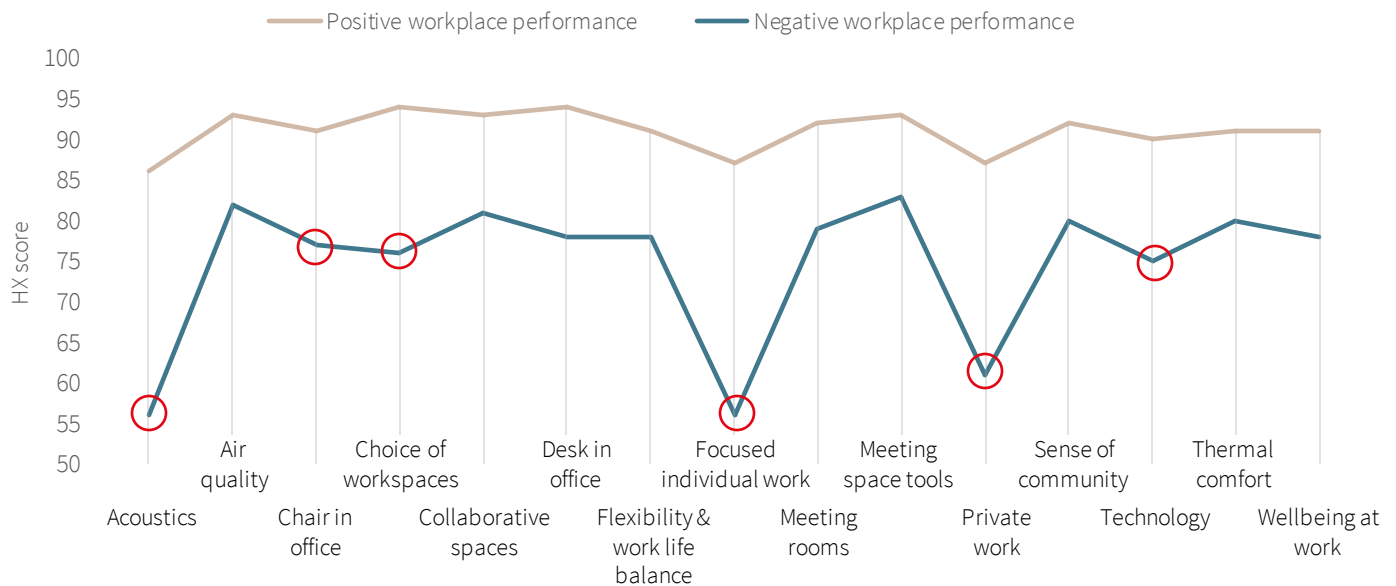 Positive workplace performance
Negative workplace performance
100
95
90
85
80
75
70
65
60
55
50
HX score
Acoustics
Air
quality
Chair in
office
Choice of
workspaces
Collaborative
spaces
Desk in
office
Flexibility &
work life
balance
Focused
individual work
Meeting
rooms
Meeting
space tools
Private
work
Sense of
community
Technology
Thermal
comfort
Wellbeing at
work